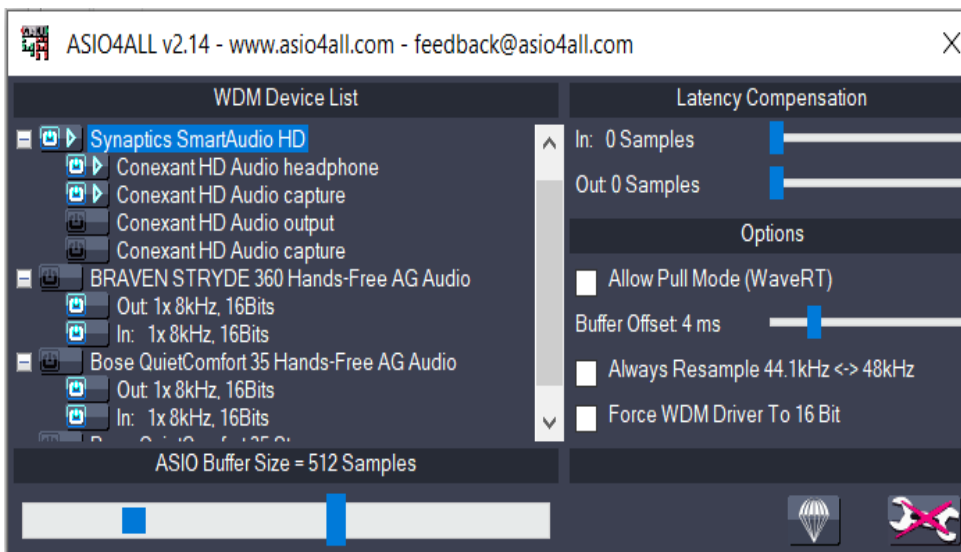 ASIO4ALL v2.14 - www.asio4all.com - feedback@asio4all.com
WDM Device List
Synaptics SmartAudio HD
Conexant HD Audio headphone
Conexant HD Audio capture
Conexant HD Audio output
Conexant HD Audio capture
BRAVEN STRYDE 360 Hands-Free AG Audio
Out: 1x 8kHz, 16Bits
In: 1x 8kHz, 16Bits
Bose QuietComfort 35 Hands-Free AG Audio
Out: 1x 8kHz, 16Bits
In: 1x 8kHz, 16Bits
ASIO Buffer Size = 512 Samples
Latency Compensation
In: 0 Samples
Out: 0 Samples
Options
Allow Pull Mode (WaveRT)
Buffer Offset: 4 ms
Always Resample 44.1kHz <-> 48kHz
Force WDM Driver To 16 Bit